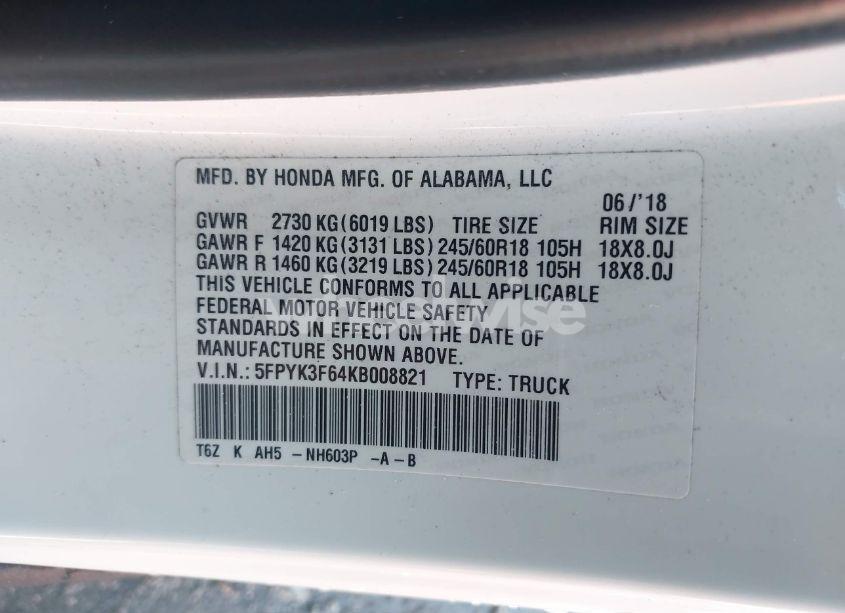 MFD. BY HONDA MFG. OF ALABAMA, LLC
06/'18
GVWR 2730 KG(6019 LBS) TIRE SIZE RIM SIZE
GAWR F 1420 KG(3131 LBS) 245/60R18 105H 18X8.0J
GAWR R 1460 KG(3219 LBS) 245/60R18 105H 18X8.0J
THIS VEHICLE CONFORMS TO ALL APPLICABLE
FEDERAL MOTOR VEHICLE SAFETY
STANDARDS IN EFFECT ON THE DATE OF
MANUFACTURE SHOWN ABOVE.
V.I.N.: 5FPYK3F64KB008821 TYPE: TRUCK
T6Z K AH5 -NH603P -A-B